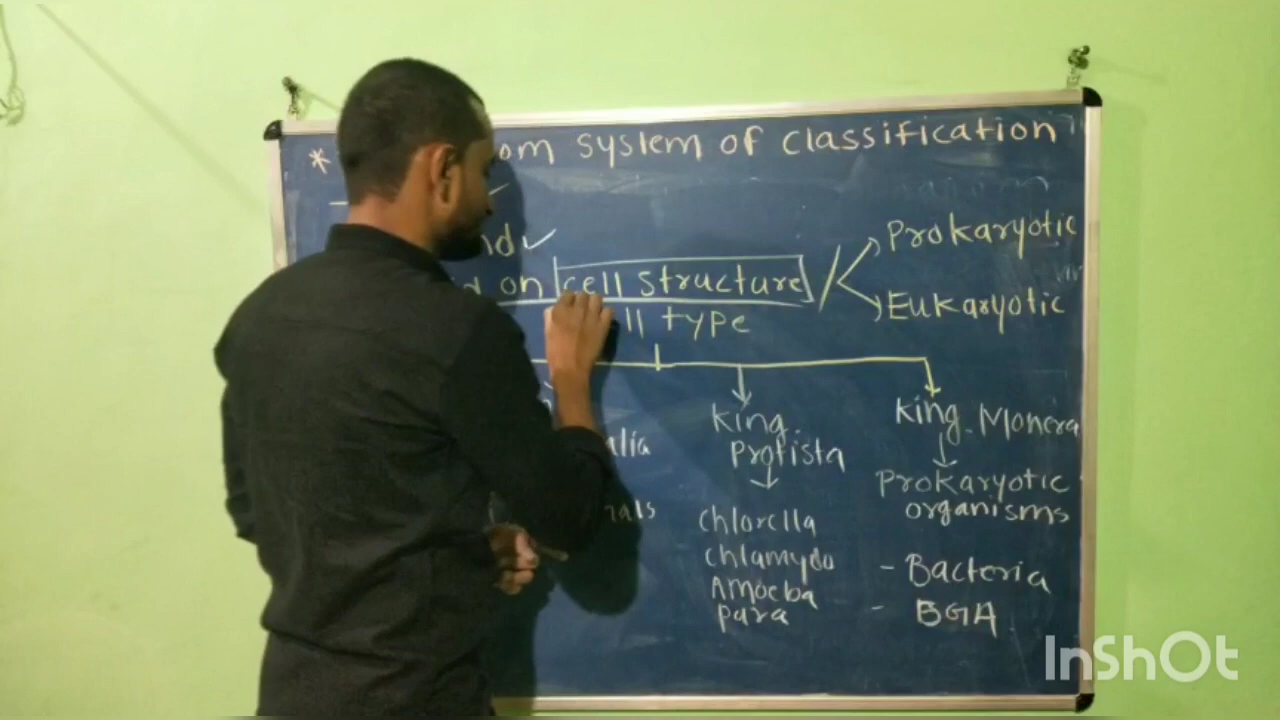 * om system of classification
nd ✓
on cell structure
ll type
Prokaryotic
Eukaryotic
alia
nals
King.
Protista
Chlorella
chlamydo
Amoeba
para
King. Monera
Prokaryotic
organisms
- Bacteria
- BGA
InShOt